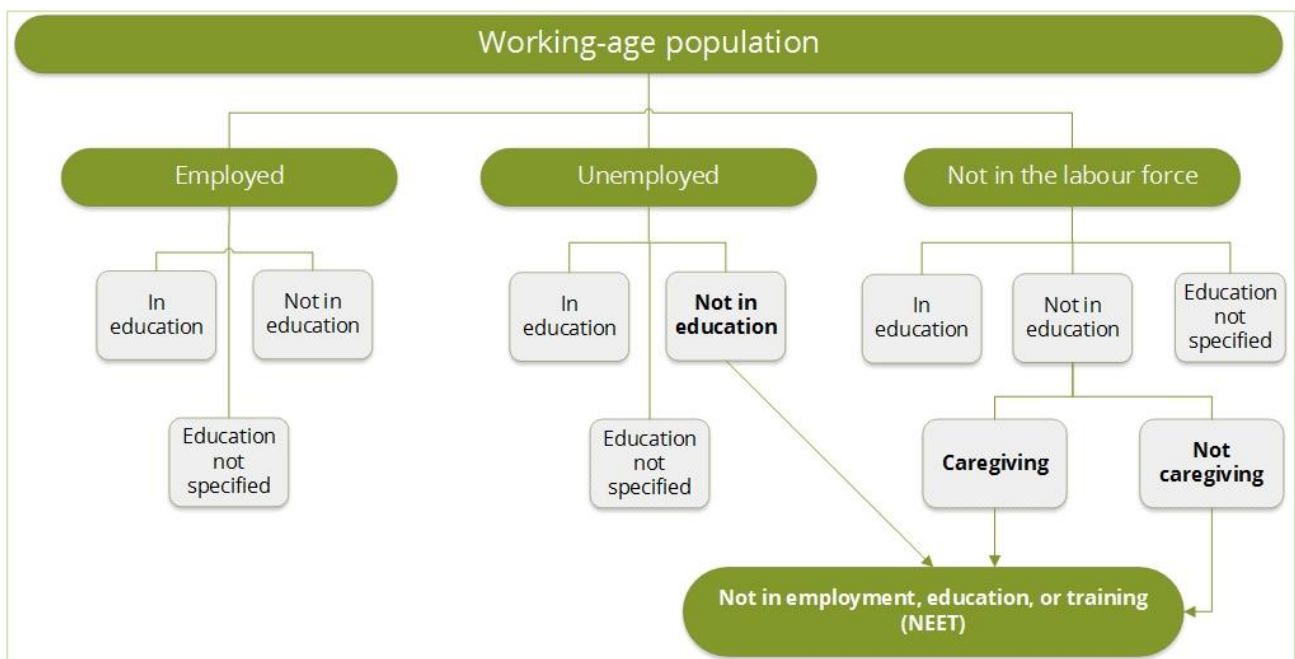 Working-age population
Employed
Unemployed
Not in the labour force
In
education
Not in
education
Education
not
specified
In
education
Not in
education
Education
not
specified
In
education
Not in
education
Education
not
specified
Caregiving
Not
caregiving
Not in employment, education, or training
(NEET)